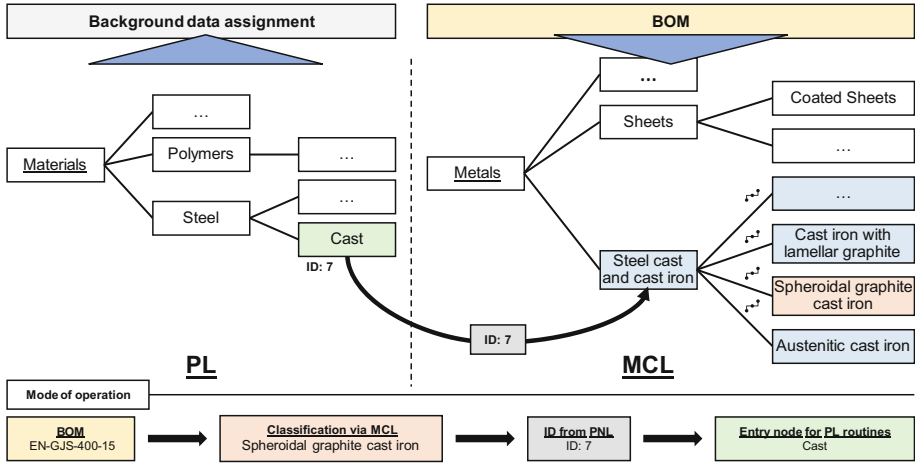 Background data assignment
BOM
...
Polymers
Materials
...
...
Steel
Cast
ID: 7
...
Sheets
Coated Sheets
...
Metals
...
Steel cast
and cast iron
Cast iron with
lamellar graphite
Spheroidal graphite
cast iron
Austenitic cast iron
ID: 7
PL
MCL
Mode of operation
BOM
EN-GJS-400-15
Classification via MCL
Spheroidal graphite cast iron
ID from PNL
ID: 7
Entry node for PL routines
Cast